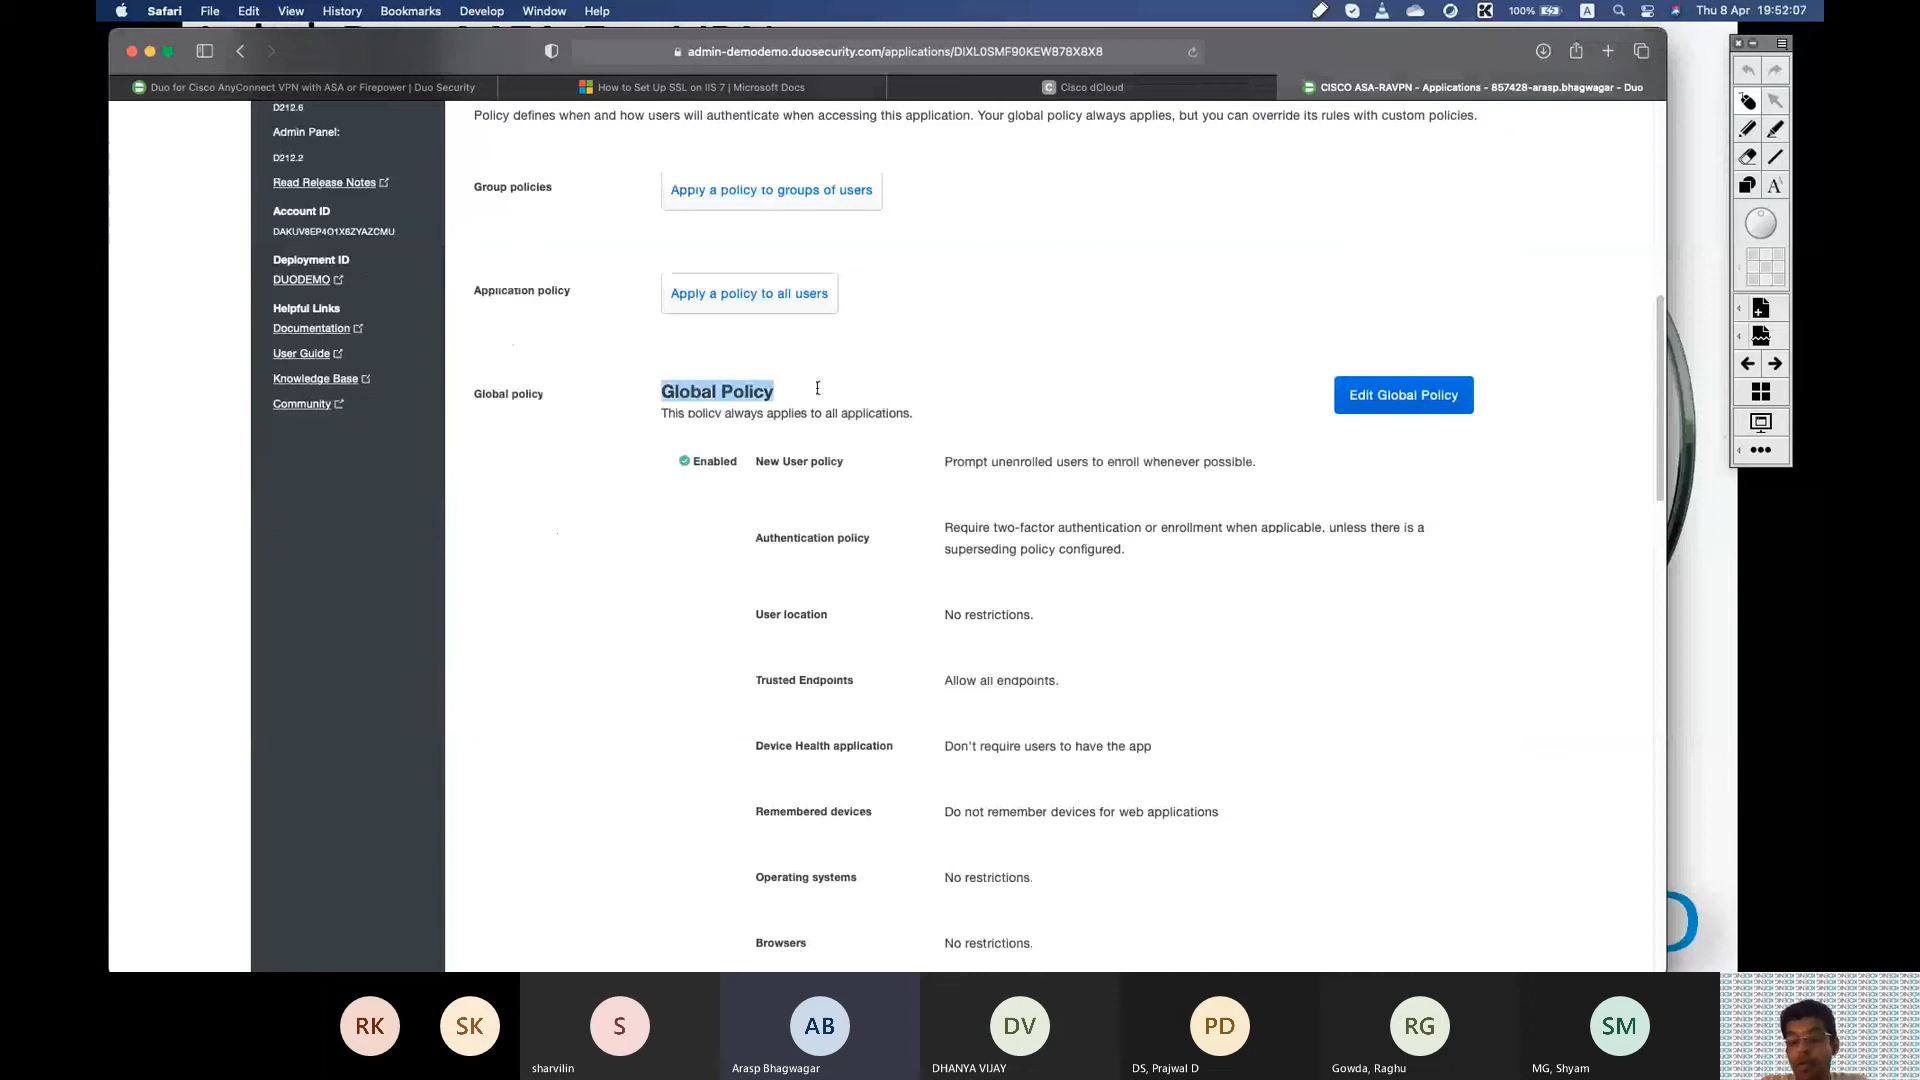 Safari File Edit View History Bookmarks Develop Window Help 100% A Thu 8 Apr 19:52:07
admin-demodemo.duosecurity.com/applications/DIXL0SMF90KEW878X8X8
Duo for Cisco AnyConnect VPN with ASA or Firepower | Duo Security
How to Set Up SSL on IIS 7 | Microsoft Docs
C Cisco dCloud
CISCO ASA-RAVPN - Applications - 857428-arasp.bhagwagar - Duo
D212.6
Admin Panel:
D212.2
Read Release Notes
Account ID
DAKUV8EP4O1X6ZYAZCMU
Deployment ID
DUODEMO
Helpful Links
Documentation
User Guide
Knowledge Base
Community
Policy defines when and how users will authenticate when accessing this application. Your global policy always applies, but you can override its rules with custom policies.
Group policies
Apply a policy to groups of users
Application policy
Apply a policy to all users
Global policy
Global Policy
This policy always applies to all applications.
Edit Global Policy
Enabled New User policy Prompt unenrolled users to enroll whenever possible.
Authentication policy Require two-factor authentication or enrollment when applicable, unless there is a
superseding policy configured.
User location No restrictions.
Trusted Endpoints Allow all endpoints.
Device Health application Don't require users to have the app
Remembered devices Do not remember devices for web applications
Operating systems No restrictions.
Browsers No restrictions.
RK SK S AB DV PD RG SM
sharvilin Arasp Bhagwagar DHANYA VIJAY DS, Prajwal D Gowda, Raghu MG, Shyam